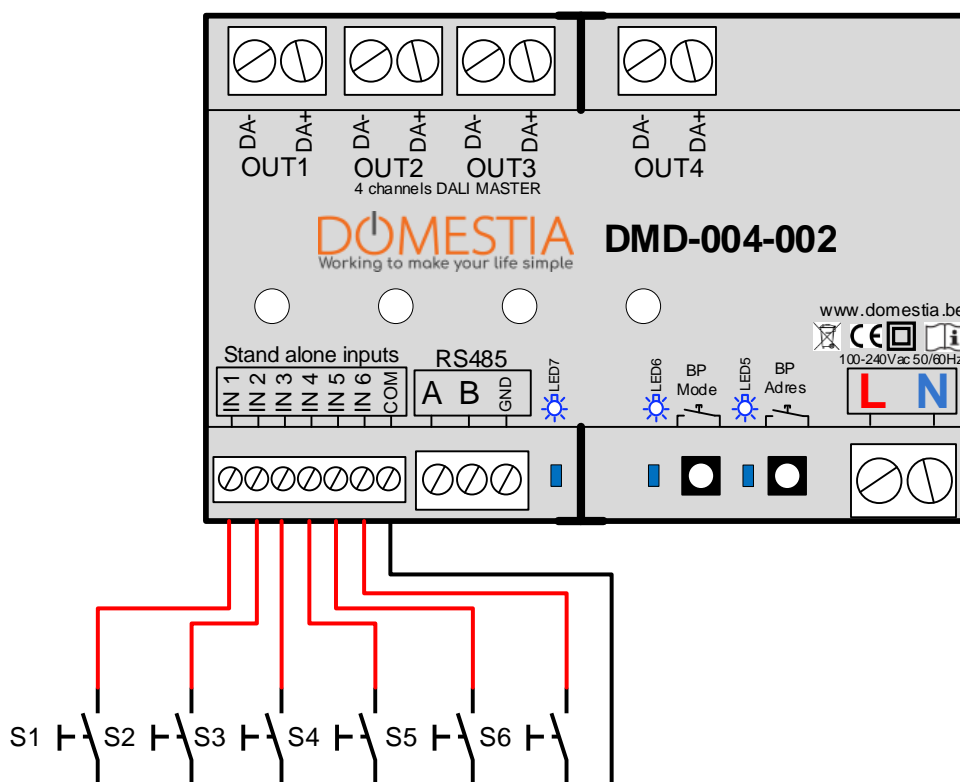 DA- DA+ DA- DA+ DA- DA+ DA- DA+
OUT1 OUT2 OUT3 OUT4
4 channels DALI MASTER
DOMESTIA
Working to make your life simple
DMD-004-002
www.domestia.be
CE
100-240Vac 50/60Hz
Stand alone inputs
IN 1 IN 2 IN 3 IN 4 IN 5 IN 6 COM
RS485
A B GND
LED7
LED6
BP
Mode
LED5
BP
Adres
L N
S1 S2 S3 S4 S5 S6